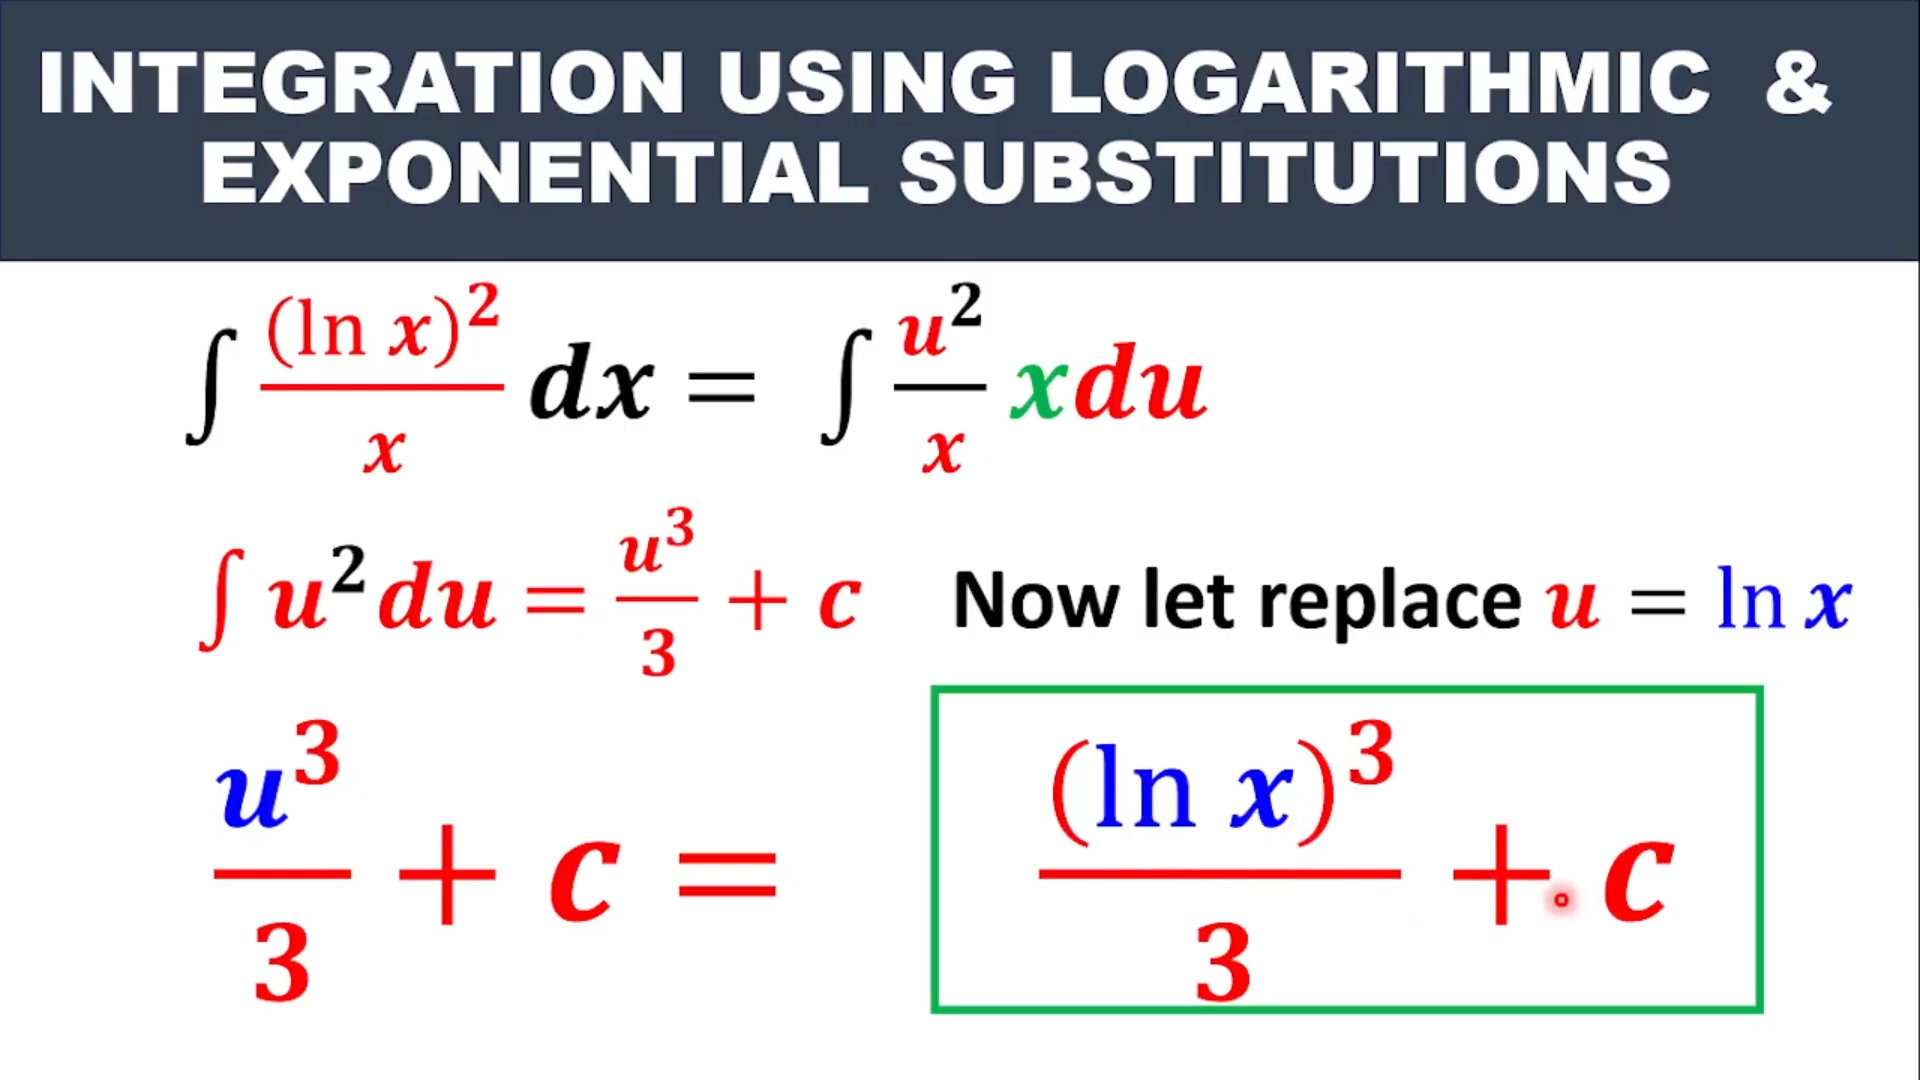 INTEGRATION USING LOGARITHMIC &
EXPONENTIAL SUBSTITUTIONS
∫ (ln x)² / x dx = ∫ u² / x xdu
∫ u² du = u³ / 3 + c Now let replace u = ln x
u³ / 3 + c = (ln x)³ / 3 + c